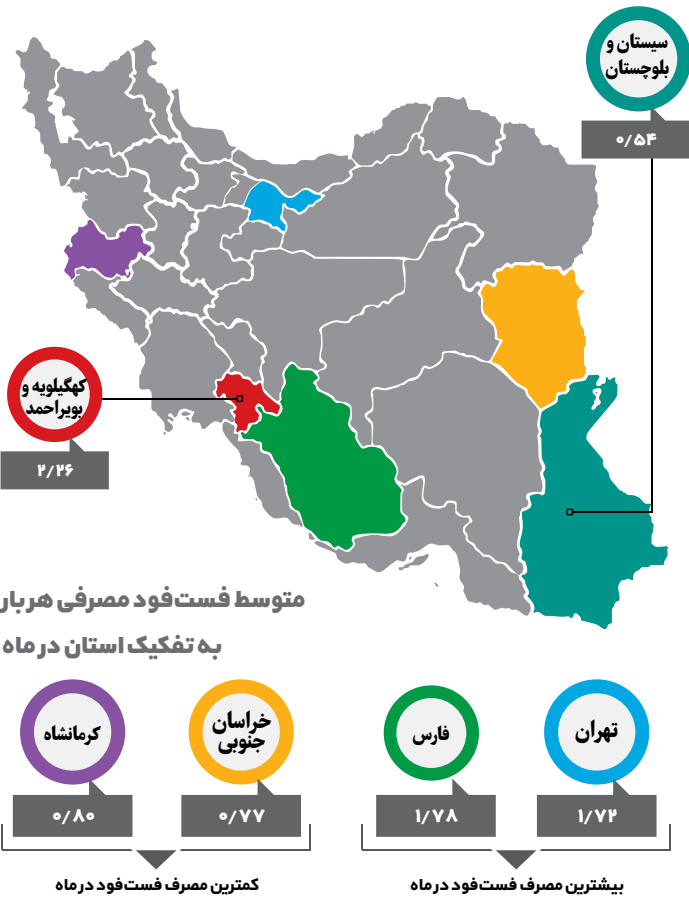 سیستان و
بلوچستان
۰/۵۴
کهگیلویه و
بویراحمد
۲/۲۶
متوسط فست‌فود مصرفی هر بار
به تفکیک استان در ماه
تهران
۱/۷۲
فارس
۱/۷۸
خراسان
جنوبی
۰/۷۷
کرمانشاه
۰/۸۰
بیشترین مصرف فست‌فود در ماه
کمترین مصرف فست‌فود در ماه